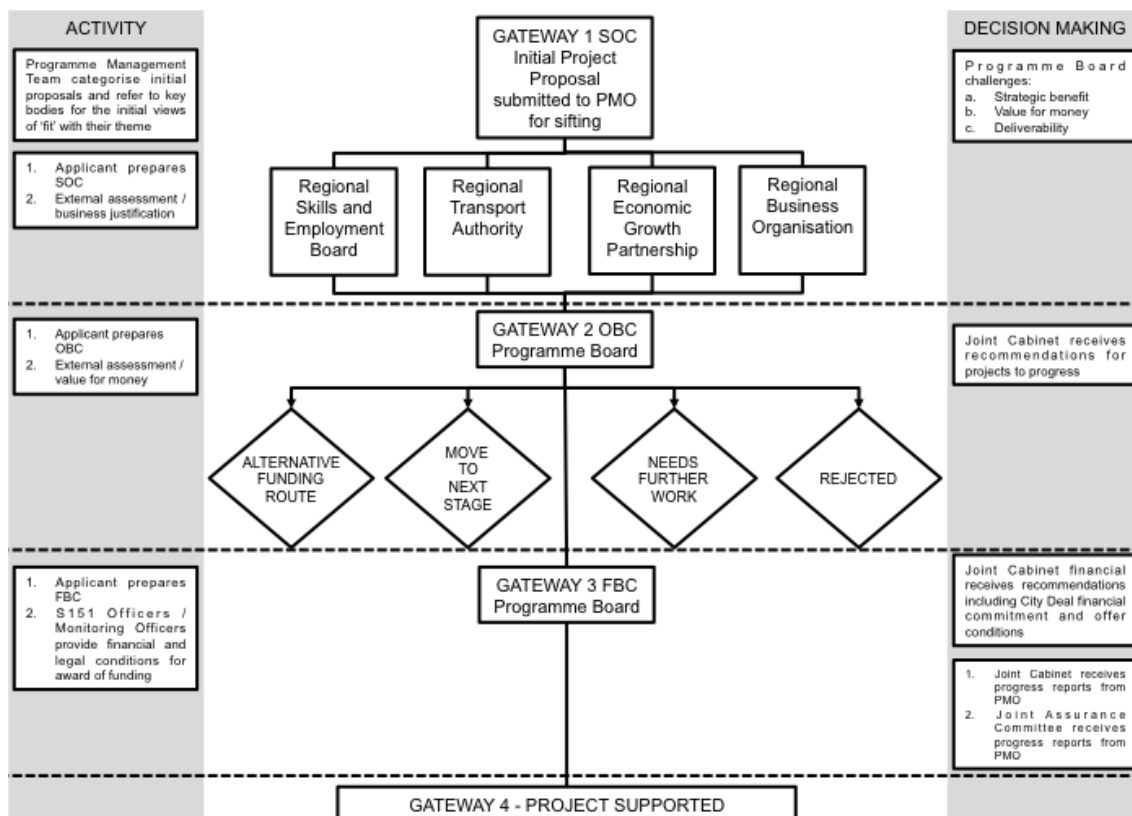 ACTIVITY
Programme Management
Team categorise initial
proposals and refer to key
bodies for the initial views
of 'fit' with their theme
1. Applicant prepares
SOC
2. External assessment /
business justification
GATEWAY 1 SOC
Initial Project
Proposal
submitted to PMO
for sifting
Regional
Skills and
Employment
Board
Regional
Transport
Authority
Regional
Economic
Growth
Partnership
Regional
Business
Organisation
DECISION MAKING
Programme Board
challenges:
a. Strategic benefit
b. Value for money
c. Deliverability
1. Applicant prepares
OBC
2. External assessment /
value for money
GATEWAY 2 OBC
Programme Board
ALTERNATIVE
FUNDING
ROUTE
MOVE
TO
NEXT
STAGE
NEEDS
FURTHER
WORK
REJECTED
Joint Cabinet receives
recommendations for
projects to progress
1. Applicant prepares
FBC
2. S151 Officers /
Monitoring Officers
provide financial and
legal conditions for
award of funding
GATEWAY 3 FBC
Programme Board
Joint Cabinet financial
receives recommendations
including City Deal financial
commitment and offer
conditions
1. Joint Cabinet receives
progress reports from
PMO
2. Joint Assurance
Committee receives
progress reports from
PMO
GATEWAY 4 - PROJECT SUPPORTED